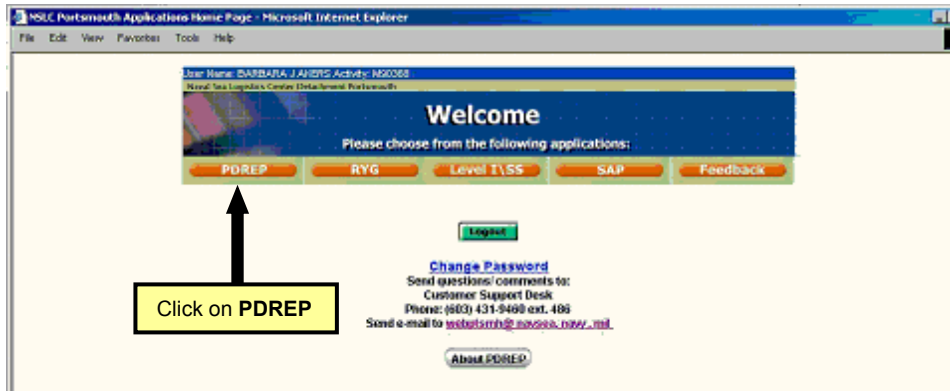 NSLC Portsmouth Applications Home Page - Microsoft Internet Explorer
File Edit View Favorites Tools Help
User Name: BARBARA J AKERS Activity: N90368
Naval Sea Logistics Center Detachment Portsmouth
Welcome
Please choose from the following applications:
PDREP RYG Level I\SS SAP Feedback
Logout
Change Password
Send questions/comments to:
Customer Support Desk
Phone: (603) 431-9460 ext. 486
Send e-mail to webptsmh@navsea.navy.mil
About PDREP
Click on PDREP